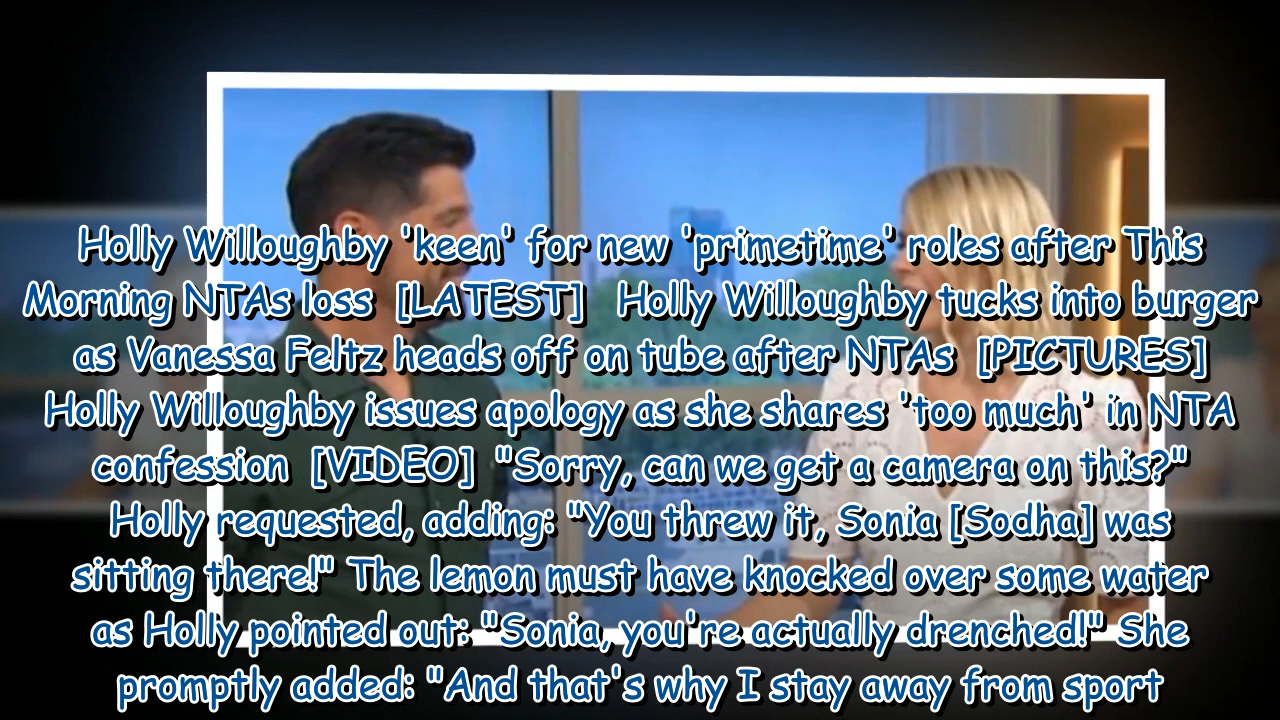 Holly Willoughby 'keen' for new 'primetime' roles after This
Morning NTAs loss  [LATEST]   Holly Willoughby tucks into burger
as Vanessa Feltz heads off on tube after NTAs  [PICTURES]
Holly Willoughby issues apology as she shares 'too much' in NTA
confession  [VIDEO]  "Sorry, can we get a camera on this?"
Holly requested, adding: "You threw it, Sonia [Sodha] was
sitting there!" The lemon must have knocked over some water
as Holly pointed out: "Sonia, you're actually drenched!" She
promptly added: "And that's why I stay away from sport